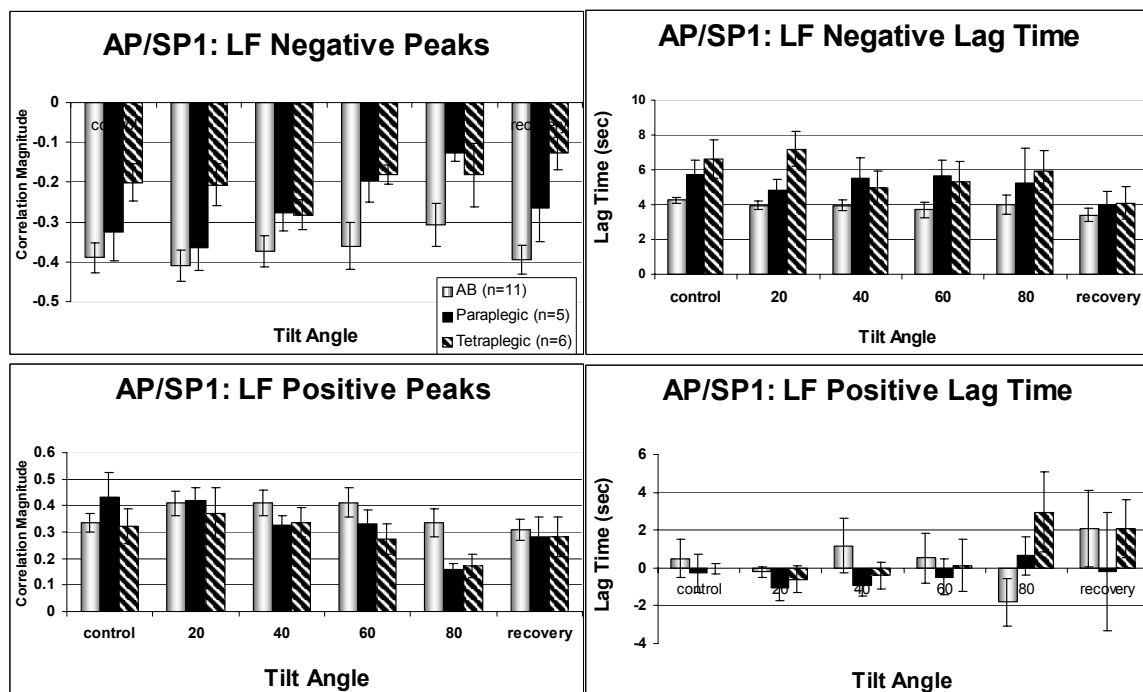 AP/SP1: LF Negative Peaks
Correlation Magnitude
0
-0.1
-0.2
-0.3
-0.4
-0.5
control
recovery
AB (n=11)
Paraplegic (n=5)
Tetraplegic (n=6)
Tilt Angle
AP/SP1: LF Negative Lag Time
Lag Time (sec)
10
8
6
4
2
0
control 20 40 60 80 recovery
Tilt Angle
AP/SP1: LF Positive Peaks
Correlation Magnitude
0.6
0.5
0.4
0.3
0.2
0.1
0
control 20 40 60 80 recovery
Tilt Angle
AP/SP1: LF Positive Lag Time
Lag Time (sec)
6
4
2
0
-2
-4
control 20 40 60 80 recovery
Tilt Angle